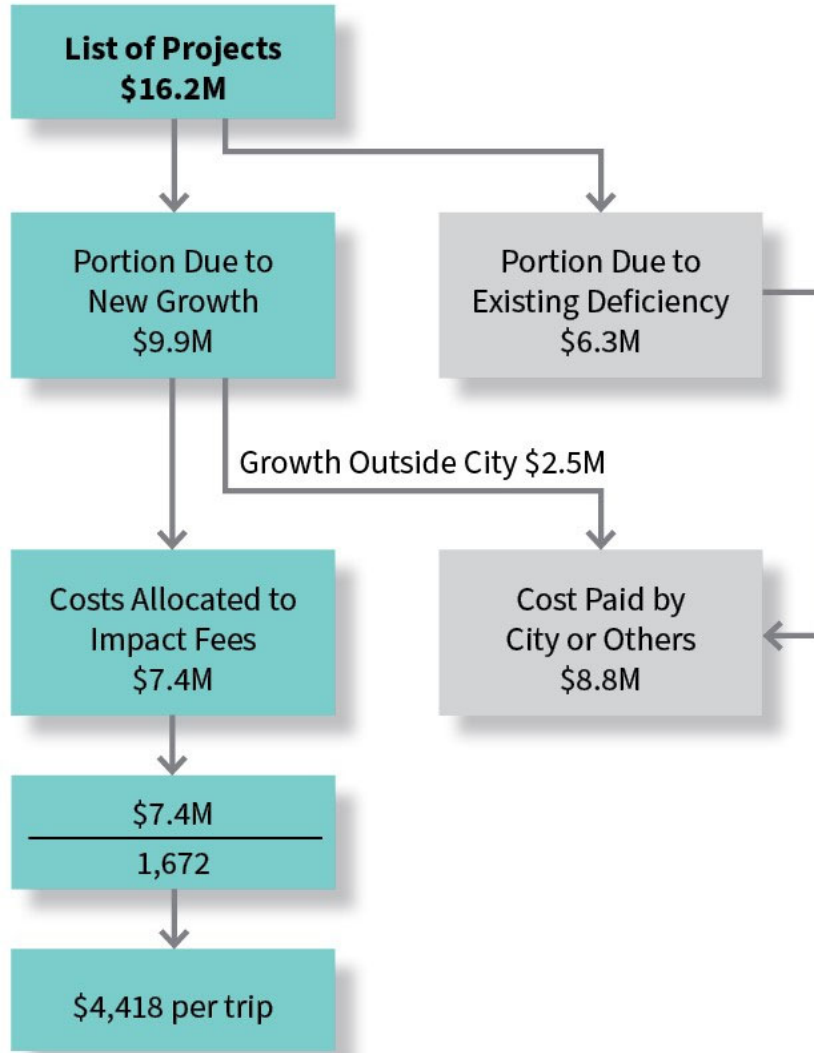 List of Projects
$16.2M
Portion Due to
New Growth
$9.9M
Portion Due to
Existing Deficiency
$6.3M
Growth Outside City $2.5M
Costs Allocated to
Impact Fees
$7.4M
Cost Paid by
City or Others
$8.8M
$7.4M
1,672
$4,418 per trip